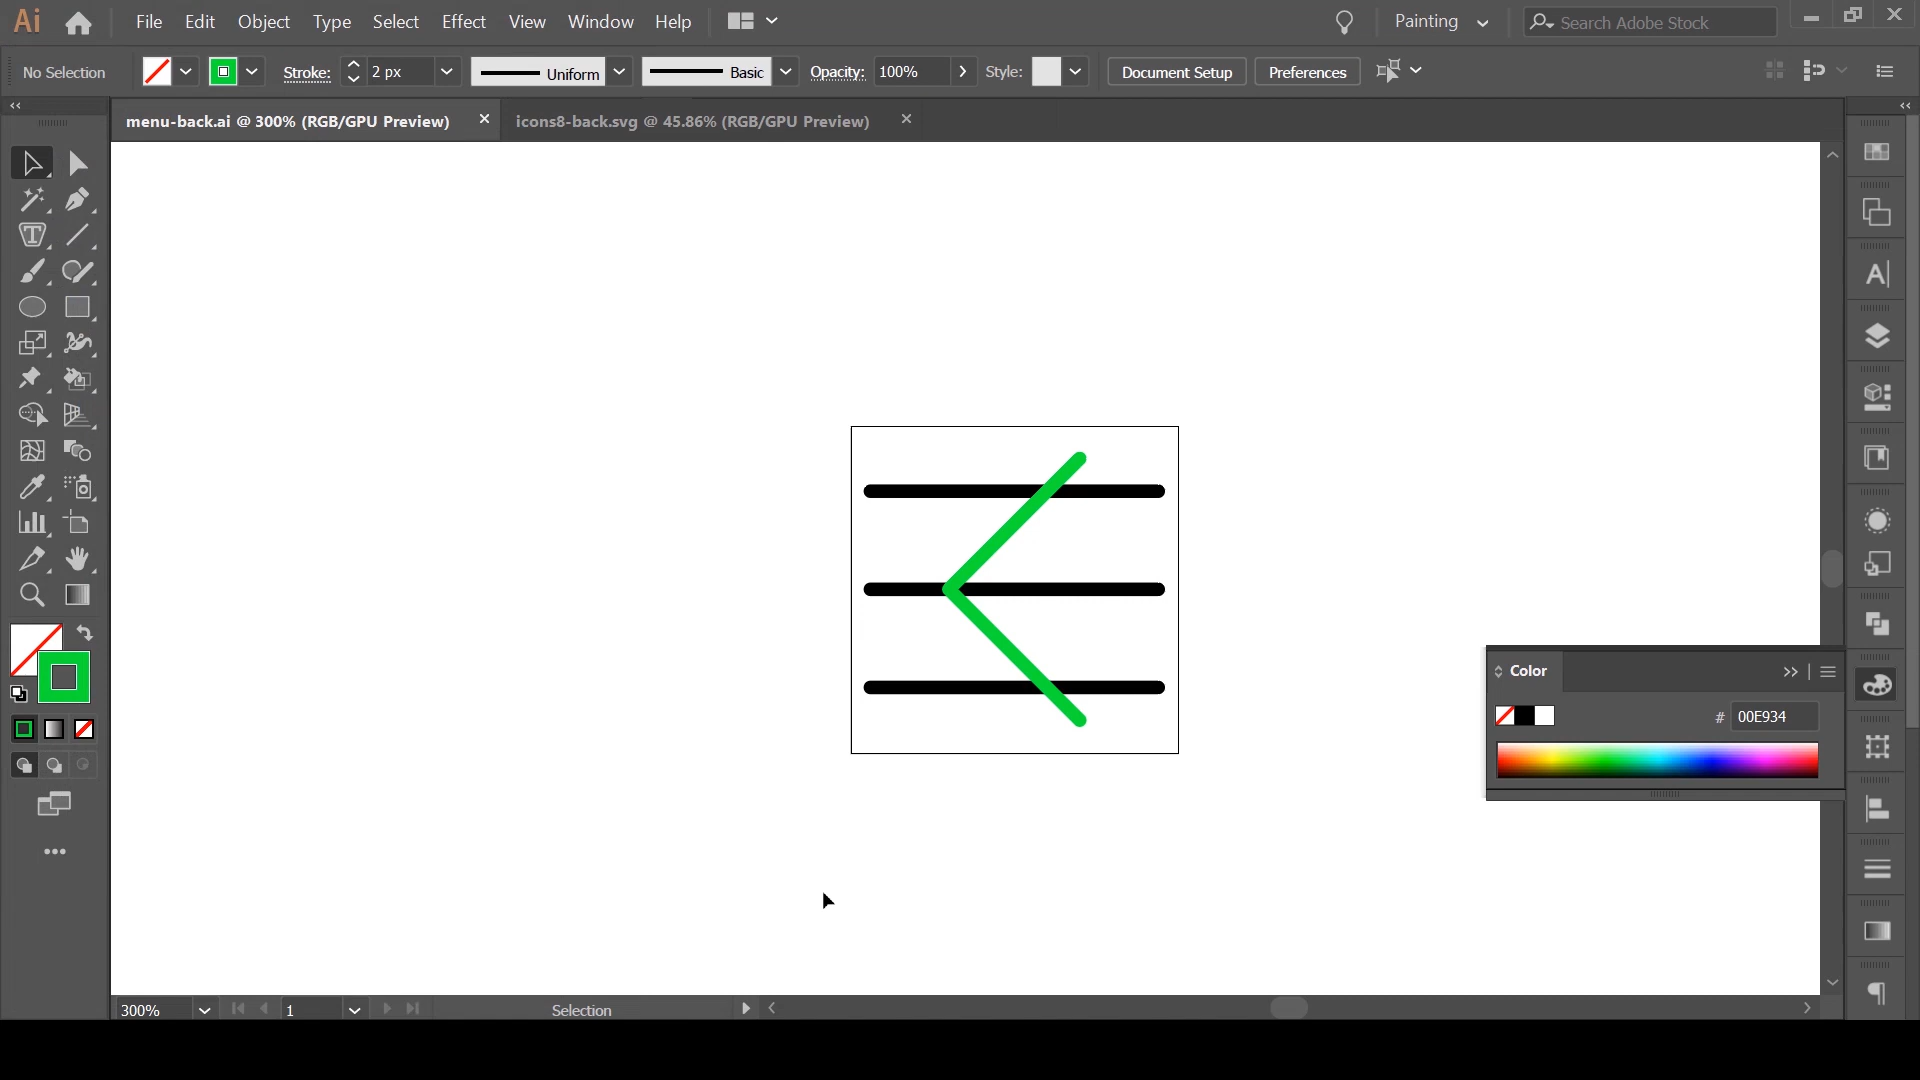 Ai File Edit Object Type Select Effect View Window Help Painting Search Adobe Stock
No Selection Stroke: 2 px Uniform Basic Opacity: 100% Style: Document Setup Preferences
menu-back.ai @ 300% (RGB/GPU Preview) icons8-back.svg @ 45.86% (RGB/GPU Preview)
Color
# 00E934
300% 1 Selection